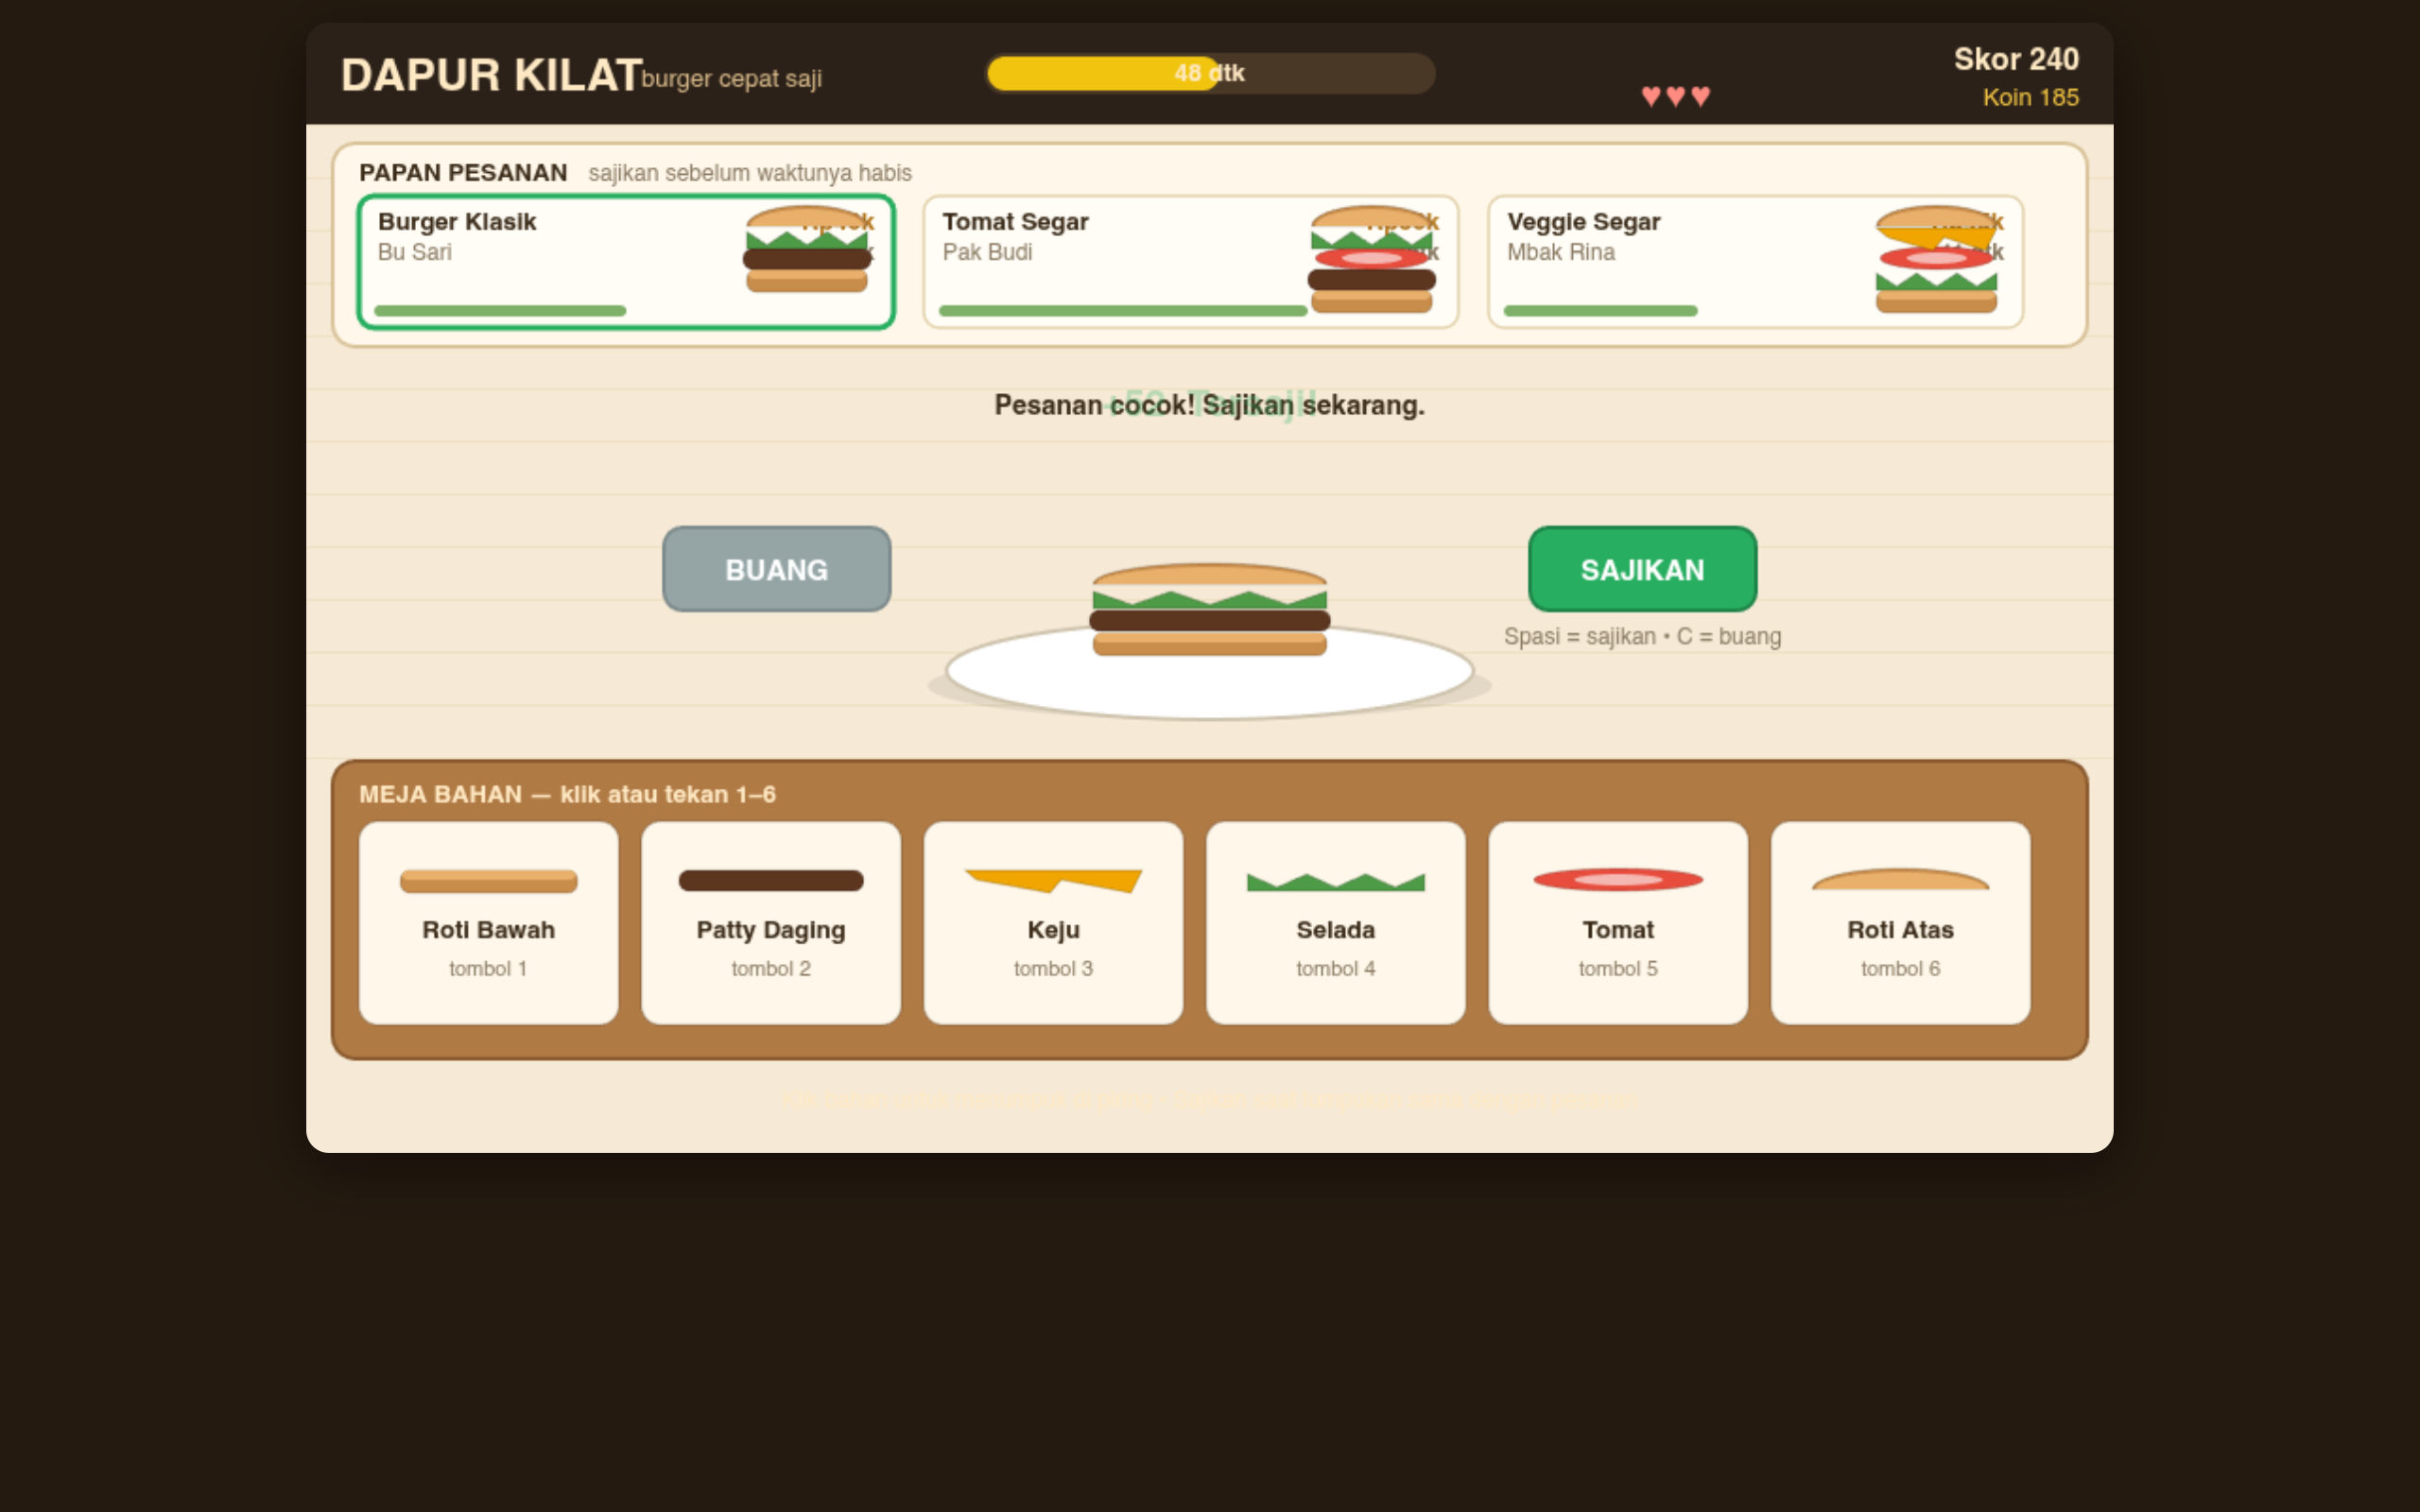 DAPUR KILAT burger cepat saji
48 dtk
♥♥♥
Skor 240
Koin 185
PAPAN PESANAN sajikan sebelum waktunya habis
Burger Klasik
Bu Sari
Tomat Segar
Pak Budi
Veggie Segar
Mbak Rina
Pesanan cocok! Sajikan sekarang.
BUANG
SAJIKAN
Spasi = sajikan • C = buang
MEJA BAHAN — klik atau tekan 1–6
Roti Bawah
tombol 1
Patty Daging
tombol 2
Keju
tombol 3
Selada
tombol 4
Tomat
tombol 5
Roti Atas
tombol 6